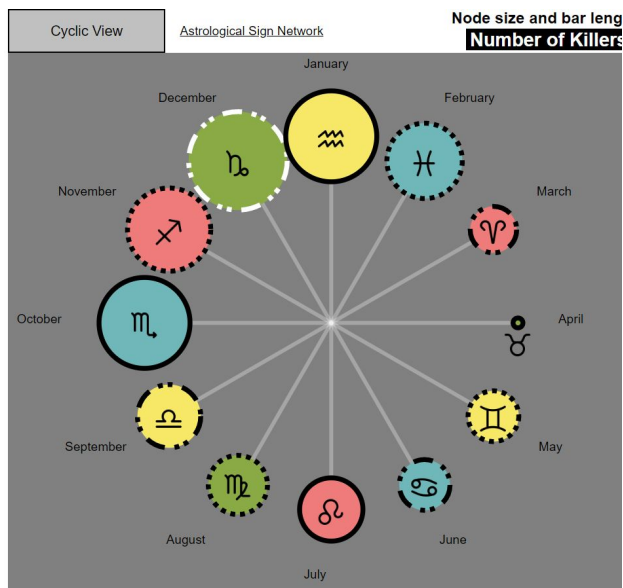 Cyclic View
Astrological Sign Network
Node size and bar leng
Number of Killers
January
December
February
♒
♑
♓
November
March
♐
♈
October
♏
April
♉
♎
♊
September
May
♍
♋
♌
August
June
July